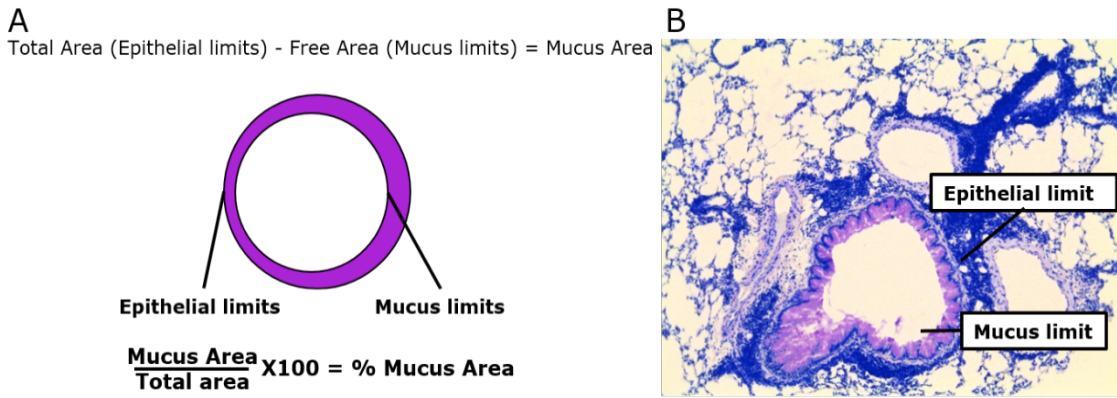 A
Total Area (Epithelial limits) - Free Area (Mucus limits) = Mucus Area
Epithelial limits
Mucus limits
Mucus Area
Total area
X100 = % Mucus Area
B
Epithelial limit
Mucus limit